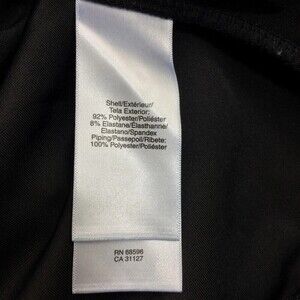 Shell/Extérieur/
Tela Exterior:
92% Polyester/Poliéster
8% Elastane/Elasthanne/
Elastano/Spandex
Piping/Passepoil/Ribete:
100% Polyester/Poliéster
RN 88596
CA 31127